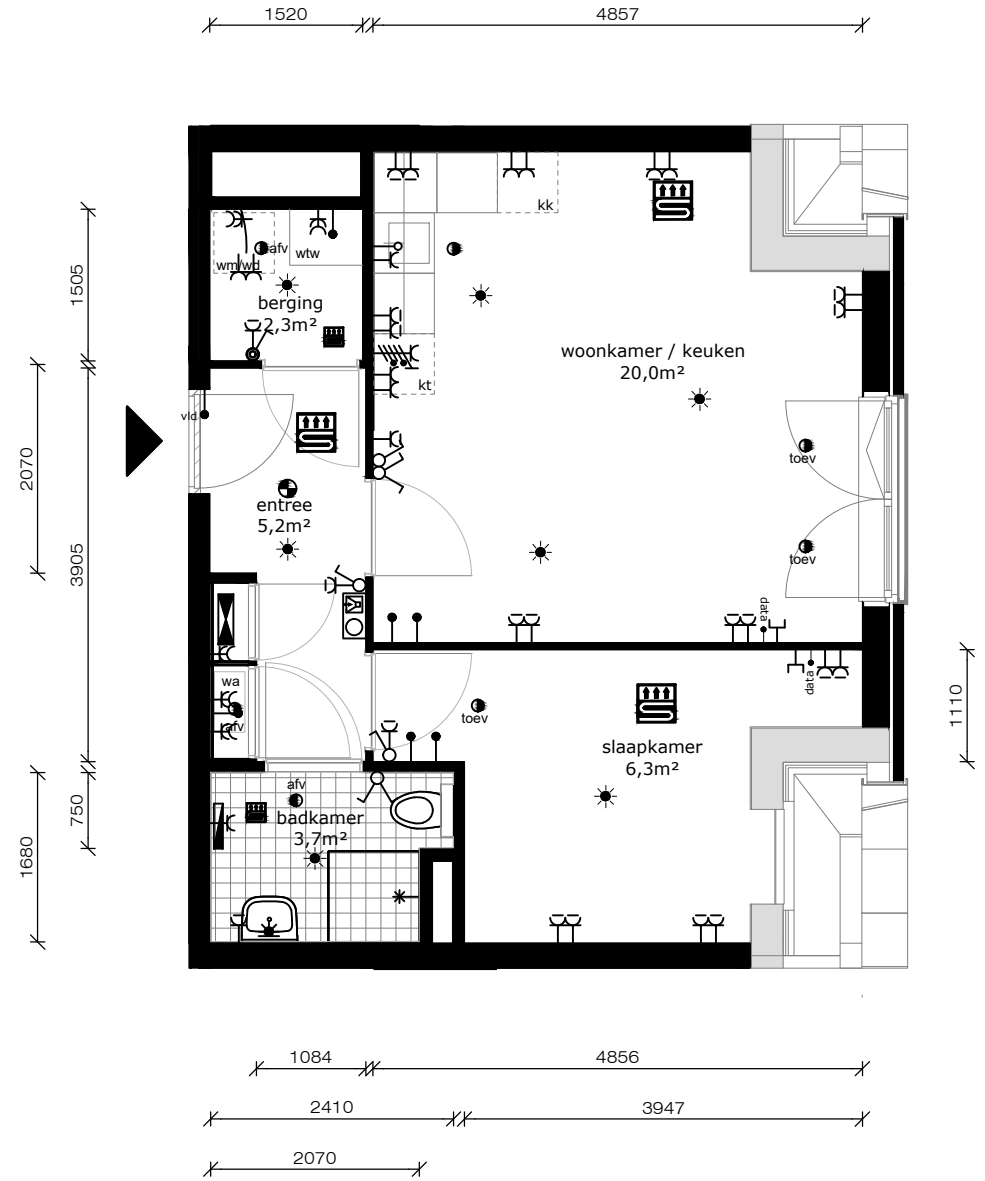 1520
4857
kk
afv
wtw
wm/wd
berging
2,3m²
1505
woonkamer / keuken
20,0m²
kt
vld
2070
toev
entree
5,2m²
3905
toev
data
wa
afv
data
toev
1110
slaapkamer
6,3m²
afv
badkamer
3,7m²
750
1680
1084
4856
2410
3947
2070